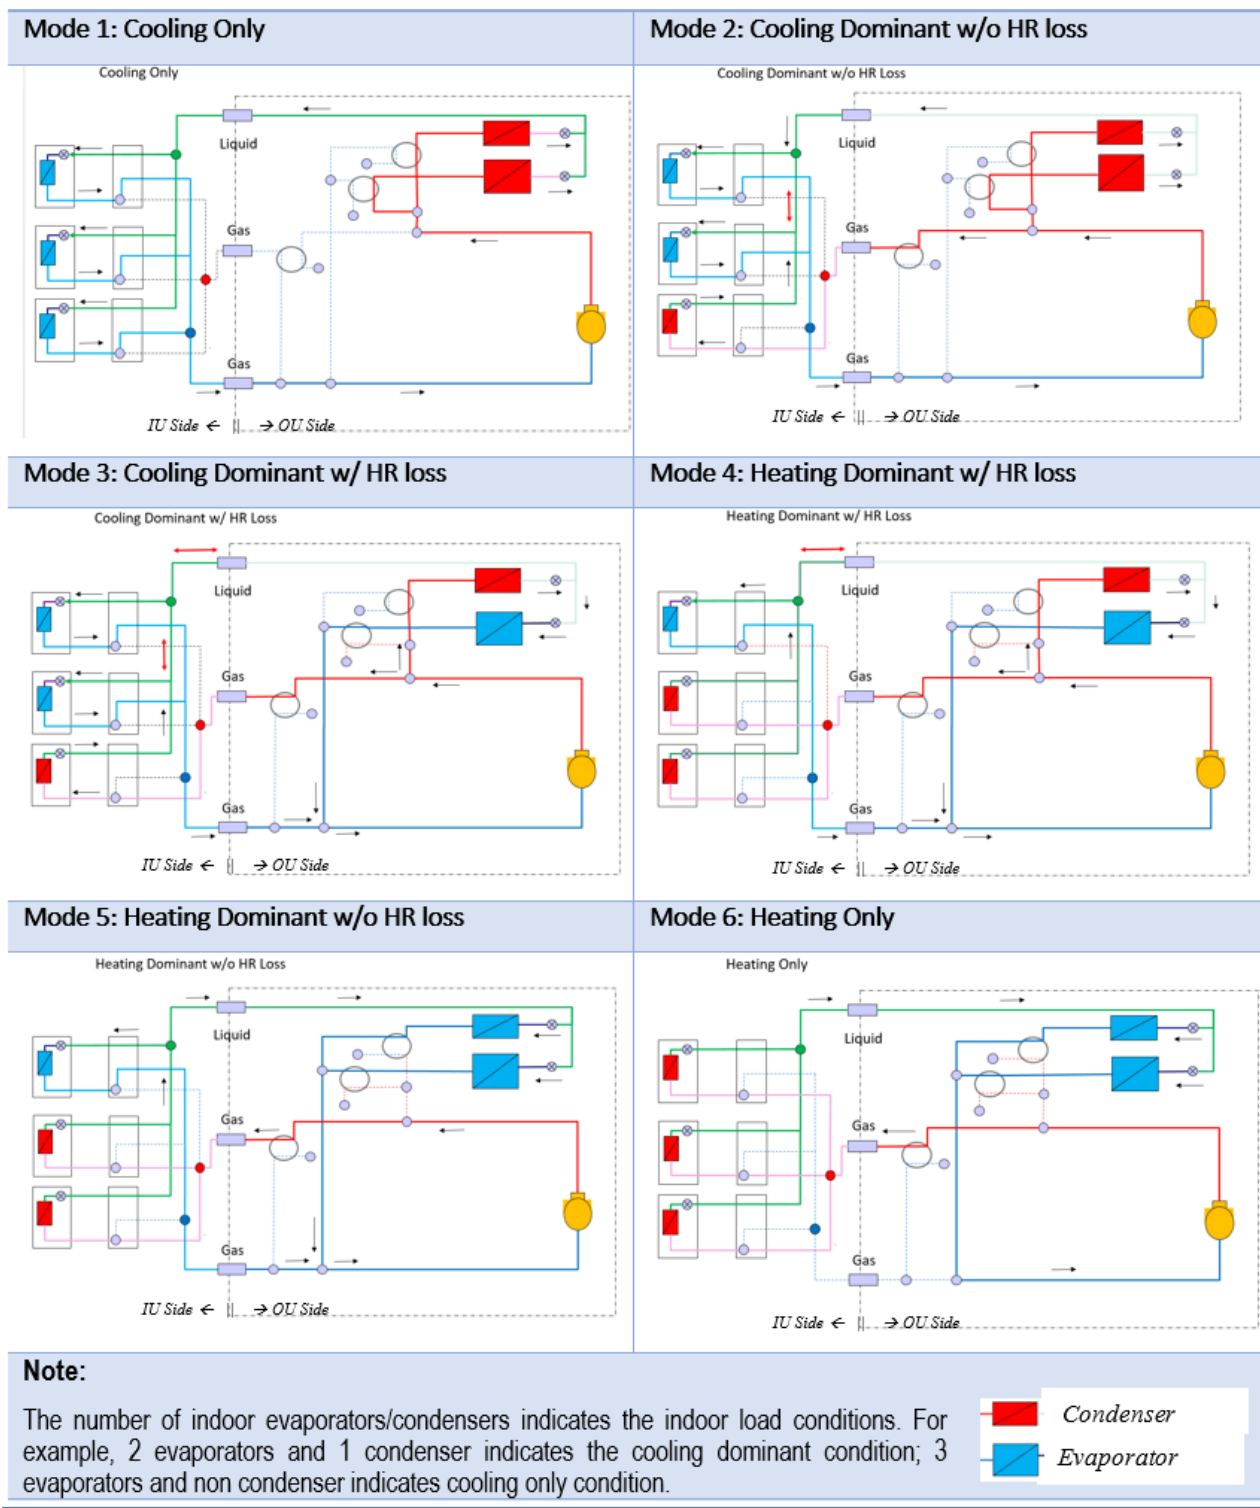 Mode 1: Cooling Only
Mode 2: Cooling Dominant w/o HR loss
Cooling Only
Liquid
Gas
Gas
IU Side ← || → OU Side
Cooling Dominant w/o HR Loss
Liquid
Gas
Gas
IU Side ← || → OU Side
Mode 3: Cooling Dominant w/ HR loss
Mode 4: Heating Dominant w/ HR loss
Cooling Dominant w/ HR Loss
Liquid
Gas
Gas
IU Side ← || → OU Side
Heating Dominant w/ HR Loss
Liquid
Gas
Gas
IU Side ← || → OU Side
Mode 5: Heating Dominant w/o HR loss
Mode 6: Heating Only
Heating Dominant w/o HR Loss
Liquid
Gas
Gas
IU Side ← || → OU Side
Heating Only
Liquid
Gas
Gas
IU Side ← || → OU Side
Note:
The number of indoor evaporators/condensers indicates the indoor load conditions. For
example, 2 evaporators and 1 condenser indicates the cooling dominant condition; 3
evaporators and non condenser indicates cooling only condition.
Condenser
Evaporator